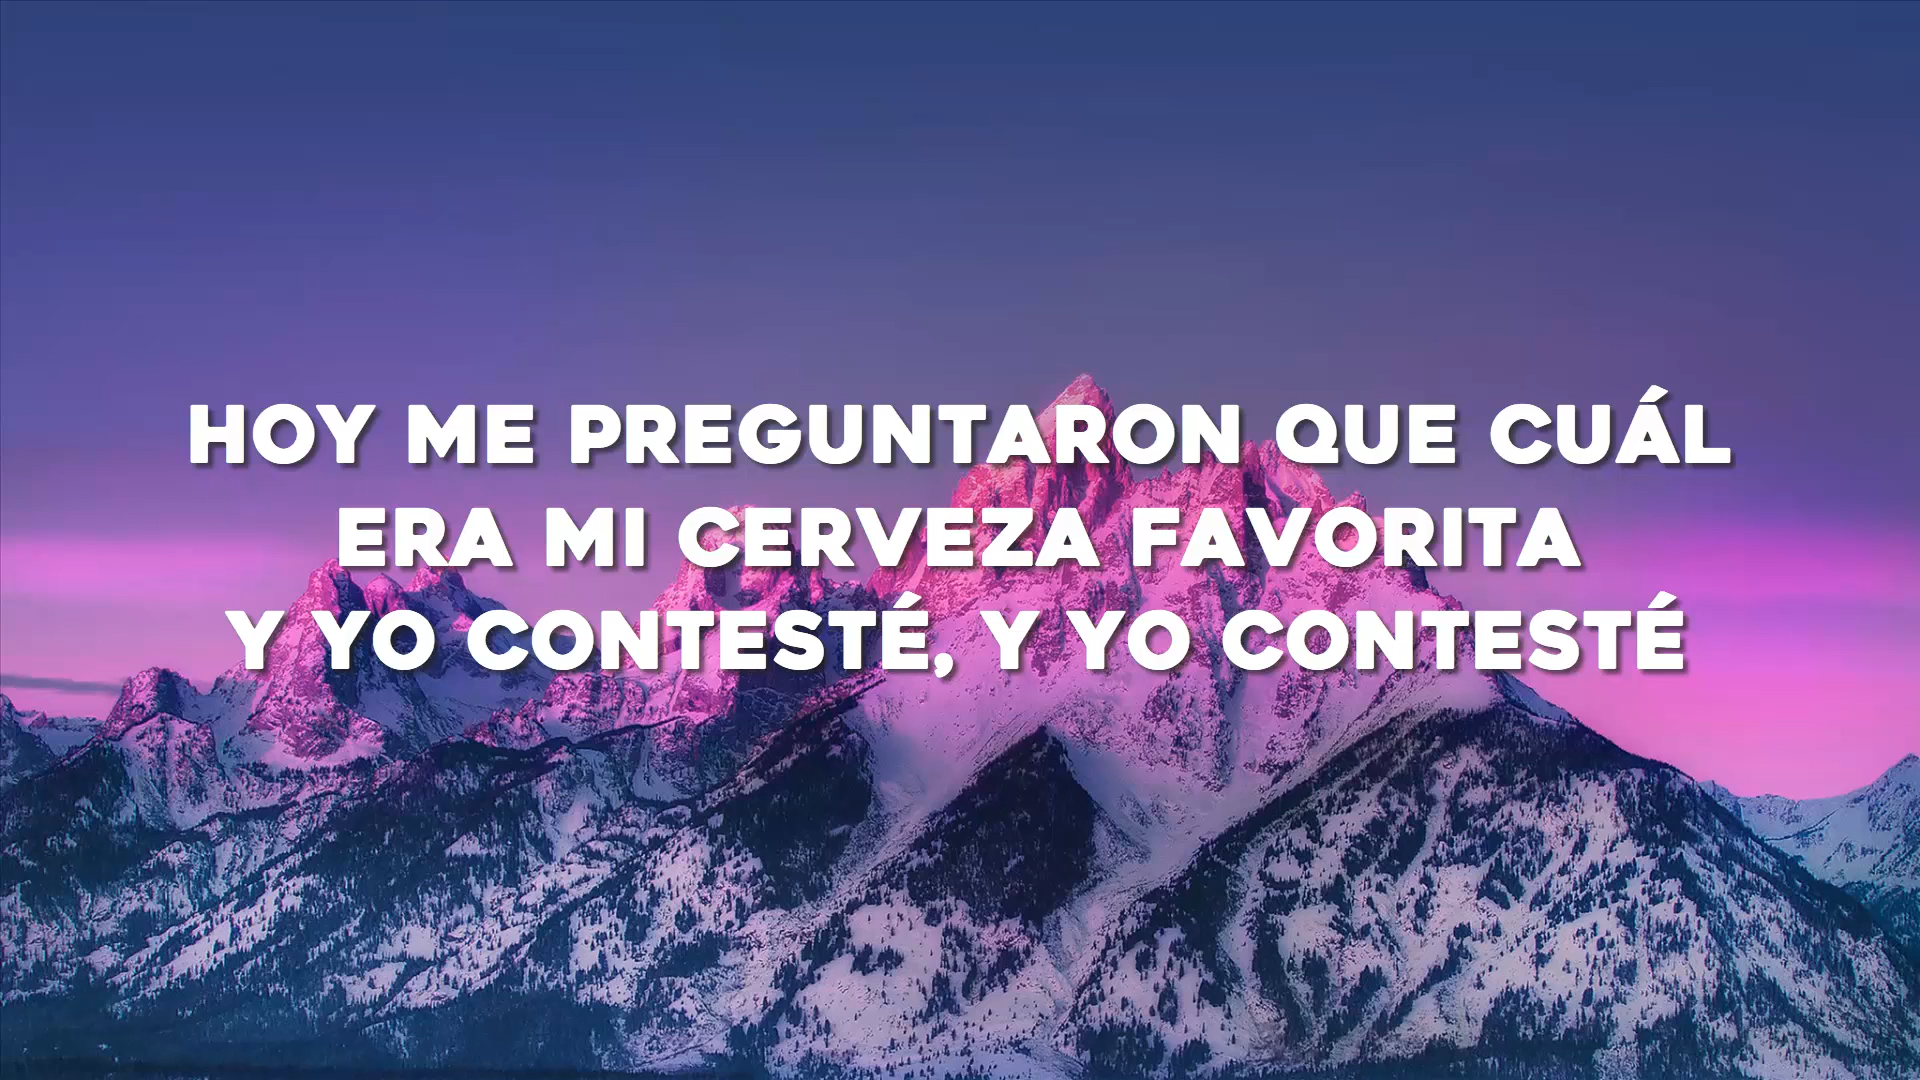 HOY ME PREGUNTARON QUE CUÁL
ERA MI CERVEZA FAVORITA
Y YO CONTESTÉ, Y YO CONTESTÉ